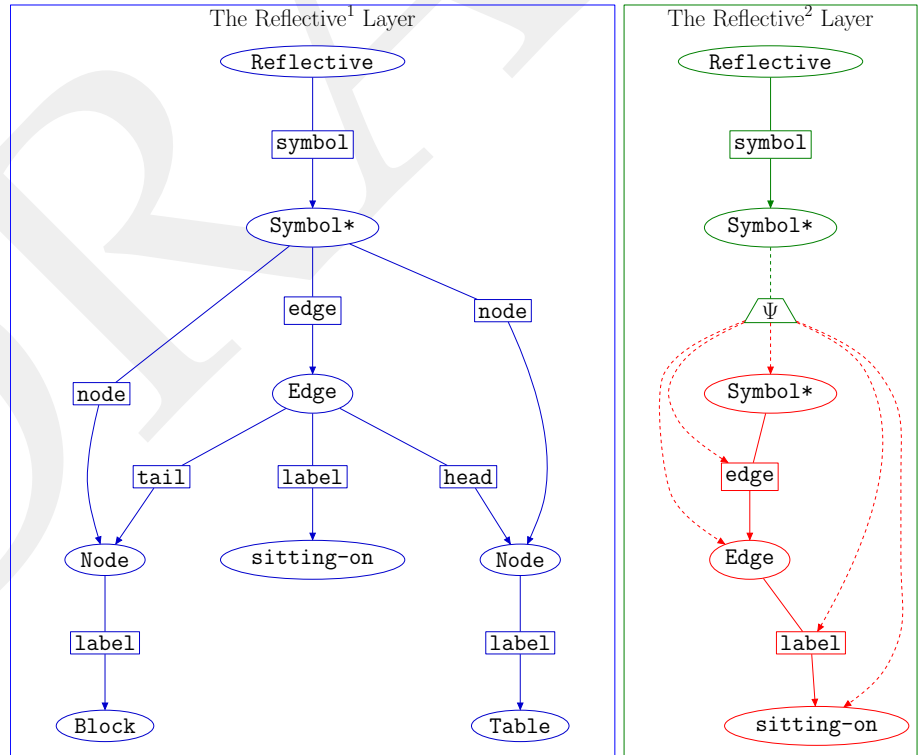 The Reflective¹ Layer
Reflective
symbol
Symbol*
edge
node
node
Edge
tail
label
head
Node
sitting-on
Node
label
label
Block
Table
The Reflective² Layer
Reflective
symbol
Symbol*
Ψ
Symbol*
edge
Edge
label
sitting-on